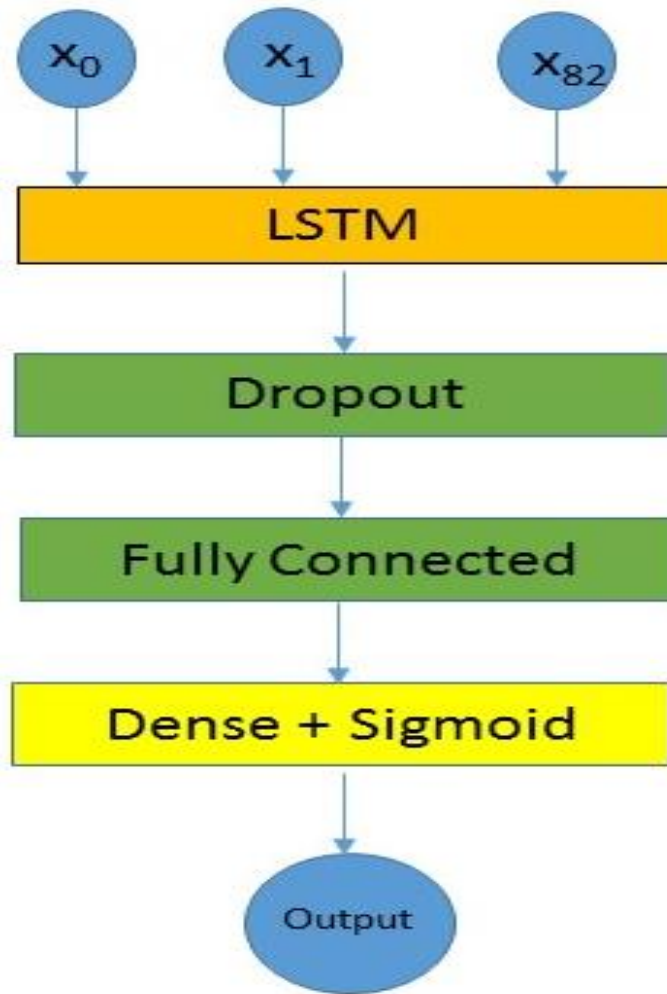 x₀ x₁ x₈₂
LSTM
Dropout
Fully Connected
Dense + Sigmoid
Output